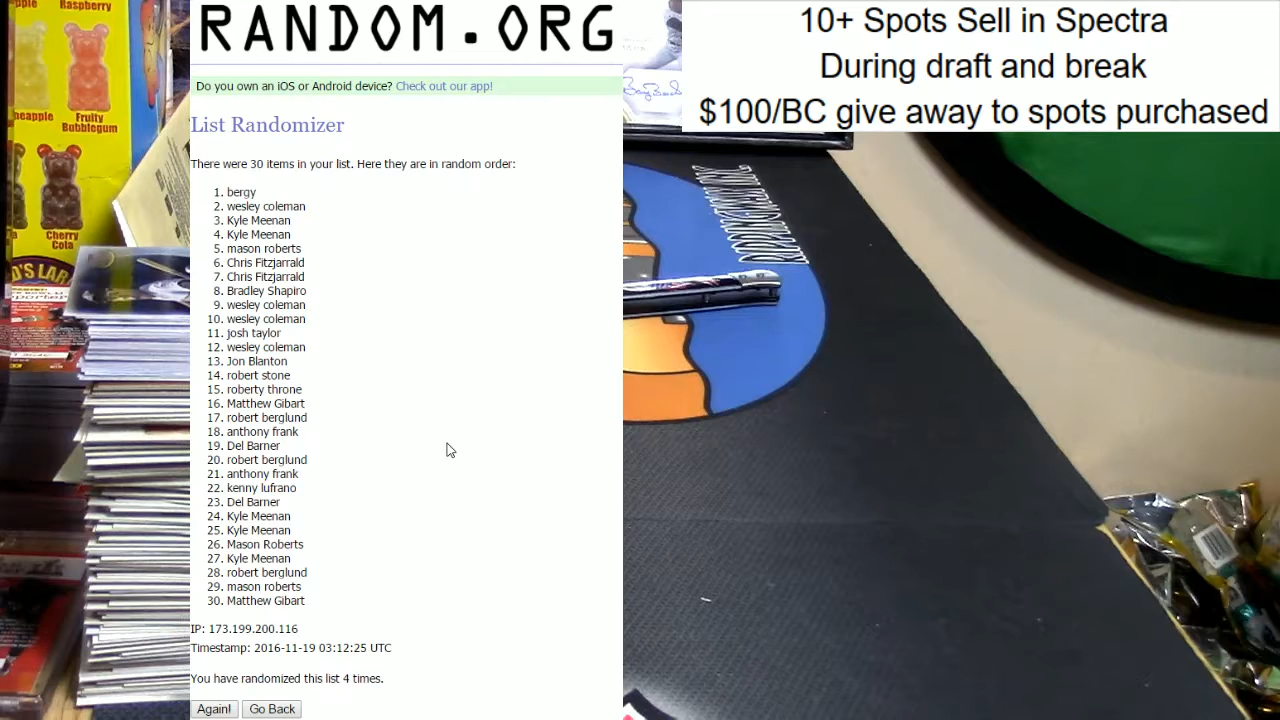 RANDOM.ORG
Do you own an iOS or Android device? Check out our app!
List Randomizer
There were 30 items in your list. Here they are in random order:
1. bergy
2. wesley coleman
3. Kyle Meenan
4. Kyle Meenan
5. mason roberts
6. Chris Fitzjarrald
7. Chris Fitzjarrald
8. Bradley Shapiro
9. wesley coleman
10. wesley coleman
11. josh taylor
12. wesley coleman
13. Jon Blanton
14. robert stone
15. roberty throne
16. Matthew Gibart
17. robert berglund
18. anthony frank
19. Del Barner
20. robert berglund
21. anthony frank
22. kenny lufrano
23. Del Barner
24. Kyle Meenan
25. Kyle Meenan
26. Mason Roberts
27. Kyle Meenan
28. robert berglund
29. mason roberts
30. Matthew Gibart
IP: 173.199.200.116
Timestamp: 2016-11-19 03:12:25 UTC
You have randomized this list 4 times.
Again! Go Back
10+ Spots Sell in Spectra
During draft and break
$100/BC give away to spots purchased
Raspberry
Fruity
Bubblegum
Cherry
Cola